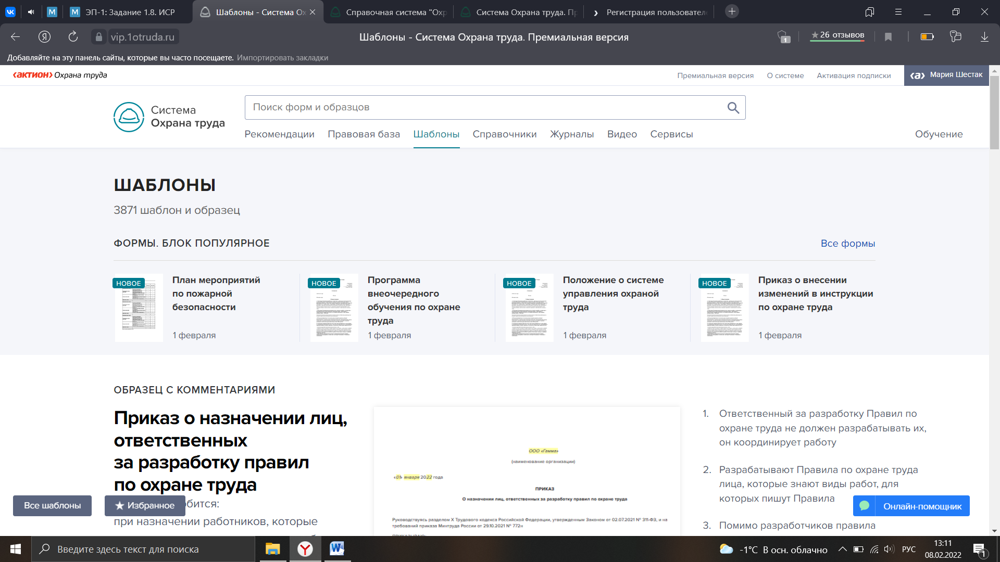 ЭП-1: Задание 1.8. ИСР
Шаблоны - Система Ох
Справочная система "Охр
Система Охрана труда. Пр
Регистрация пользовател
vip.1otruda.ru
Шаблоны - Система Охрана труда. Премиальная версия
1
26 отзывов
Добавляйте на эту панель сайты, которые вы часто посещаете. Импортировать закладки
‹актион› Охрана труда
Премиальная версия
О системе
Активация подписки
‹a› Мария Шестак
Система
Охрана труда
Поиск форм и образцов
Рекомендации
Правовая база
Шаблоны
Справочники
Журналы
Видео
Сервисы
Обучение
ШАБЛОНЫ
3871 шаблон и образец
ФОРМЫ. БЛОК ПОПУЛЯРНОЕ
Все формы
НОВОЕ
План мероприятий
по пожарной
безопасности
1 февраля
НОВОЕ
Программа
внеочередного
обучения по охране
труда
1 февраля
НОВОЕ
Положение о системе
управления охраной
труда
1 февраля
НОВОЕ
Приказ о внесении
изменений в инструкции
по охране труда
1 февраля
ОБРАЗЕЦ С КОММЕНТАРИЯМИ
Приказ о назначении лиц,
ответственных
за разработку правил
по охране труда
бится:
при назначении работников, которые
ООО «Гамма»
(наименование организации)
«01» января 2022 года
ПРИКАЗ
О назначении лиц, ответственных за разработку правил по охране труда
Руководствуясь разделом X Трудового кодекса Российской Федерации, утвержденным Законом от 02.07.2021 № 311-ФЗ, и на
требований приказа Минтруда России от 29.10.2021 № 772н
ПРИКАЗЫВАЮ:
1. Ответственный за разработку Правил по
охране труда не должен разрабатывать их,
он координирует работу
2. Разрабатывают Правила по охране труда
лица, которые знают виды работ, для
которых пишут Правила
3. Помимо разработчиков правила
Все шаблоны
Избранное
Онлайн-помощник
Введите здесь текст для поиска
-1°C В осн. облачно
РУС
13:11
08.02.2022
1